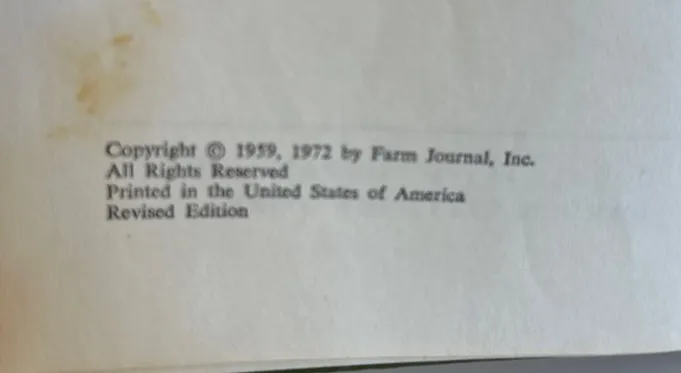 Copyright © 1959, 1972 by Farm Journal, Inc.
All Rights Reserved
Printed in the United States of America
Revised Edition